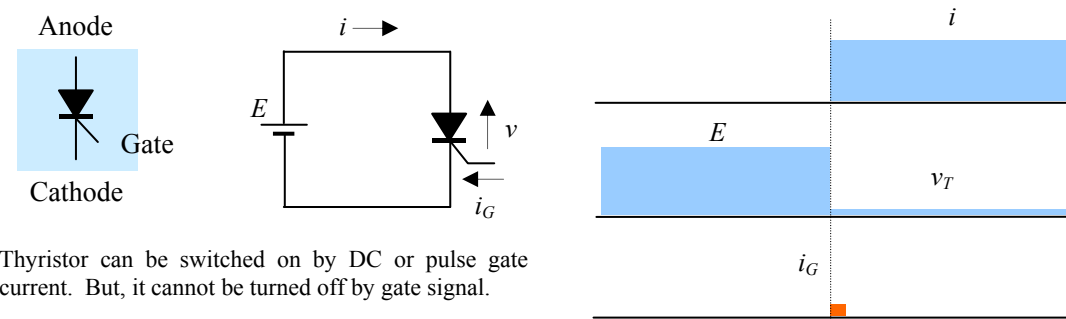 Anode
Gate
Cathode
i
E
v
i_G
Thyristor can be switched on by DC or pulse gate
current. But, it cannot be turned off by gate signal.
i
E
v_T
i_G